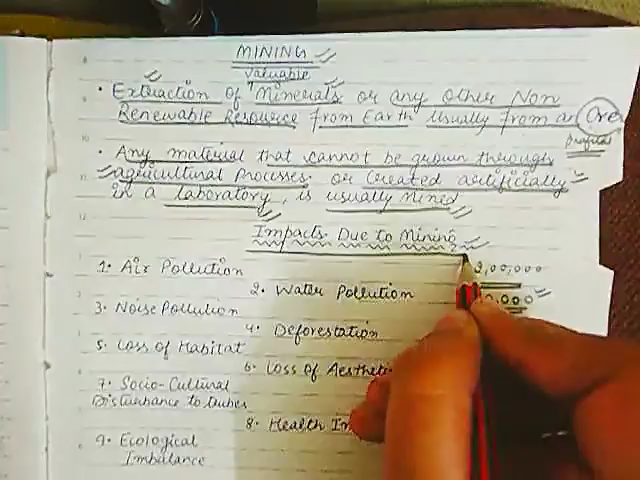 MINING
Valuable
• Extraction of "Minerals or any other Non
Renewable Resource from Earth usually from an Ore
• Any material that cannot be grown through
agricultural processes or created artificially
in a laboratory, is usually mined
Impacts Due to Mining
1. Air Pollution
2. Water Pollution
3. Noise Pollution
4. Deforestation
5. Loss of Habitat
6. Loss of Aestheti
7. Socio-Cultural
Disturbance to
8. Health Im
9. Ecological
Imbalance